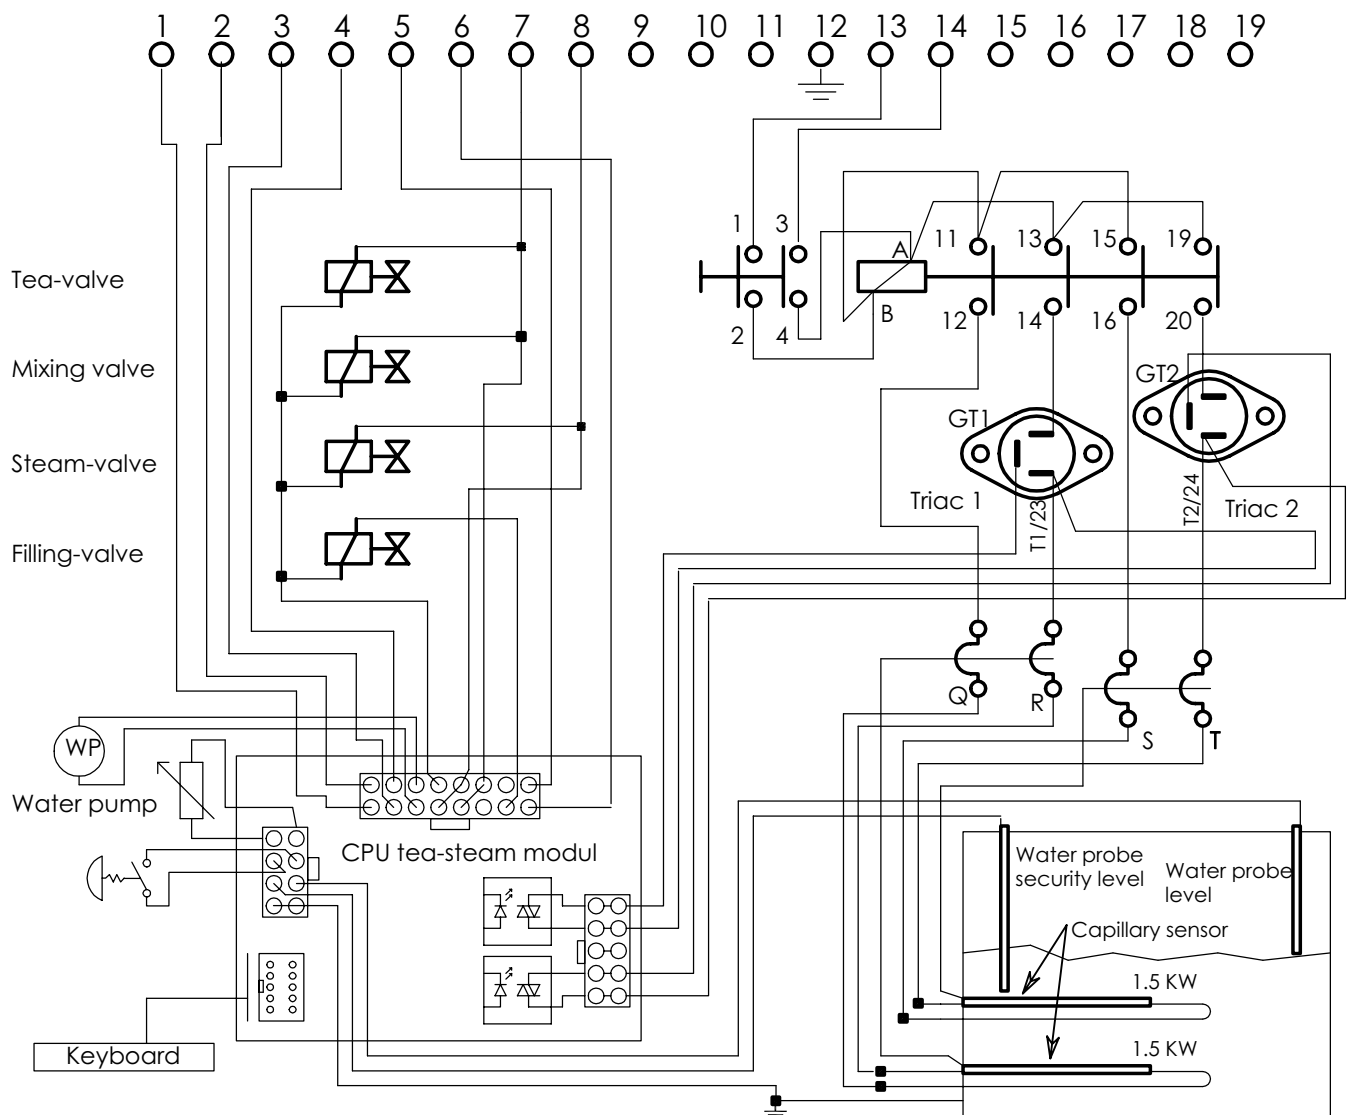 1 2 3 4 5 6 7 8 9 10 11 12 13 14 15 16 17 18 19
1 3 A 11 13 15 19
Tea-valve
2 4 B 12 14 16 20
Mixing valve
GT2
GT1
Steam-valve
Triac 1
T1/23
T2/24
Triac 2
Filling-valve
Q R
S T
WP
Water pump
CPU tea-steam modul
Water probe
security level
Water probe
level
Capillary sensor
1.5 KW
1.5 KW
Keyboard